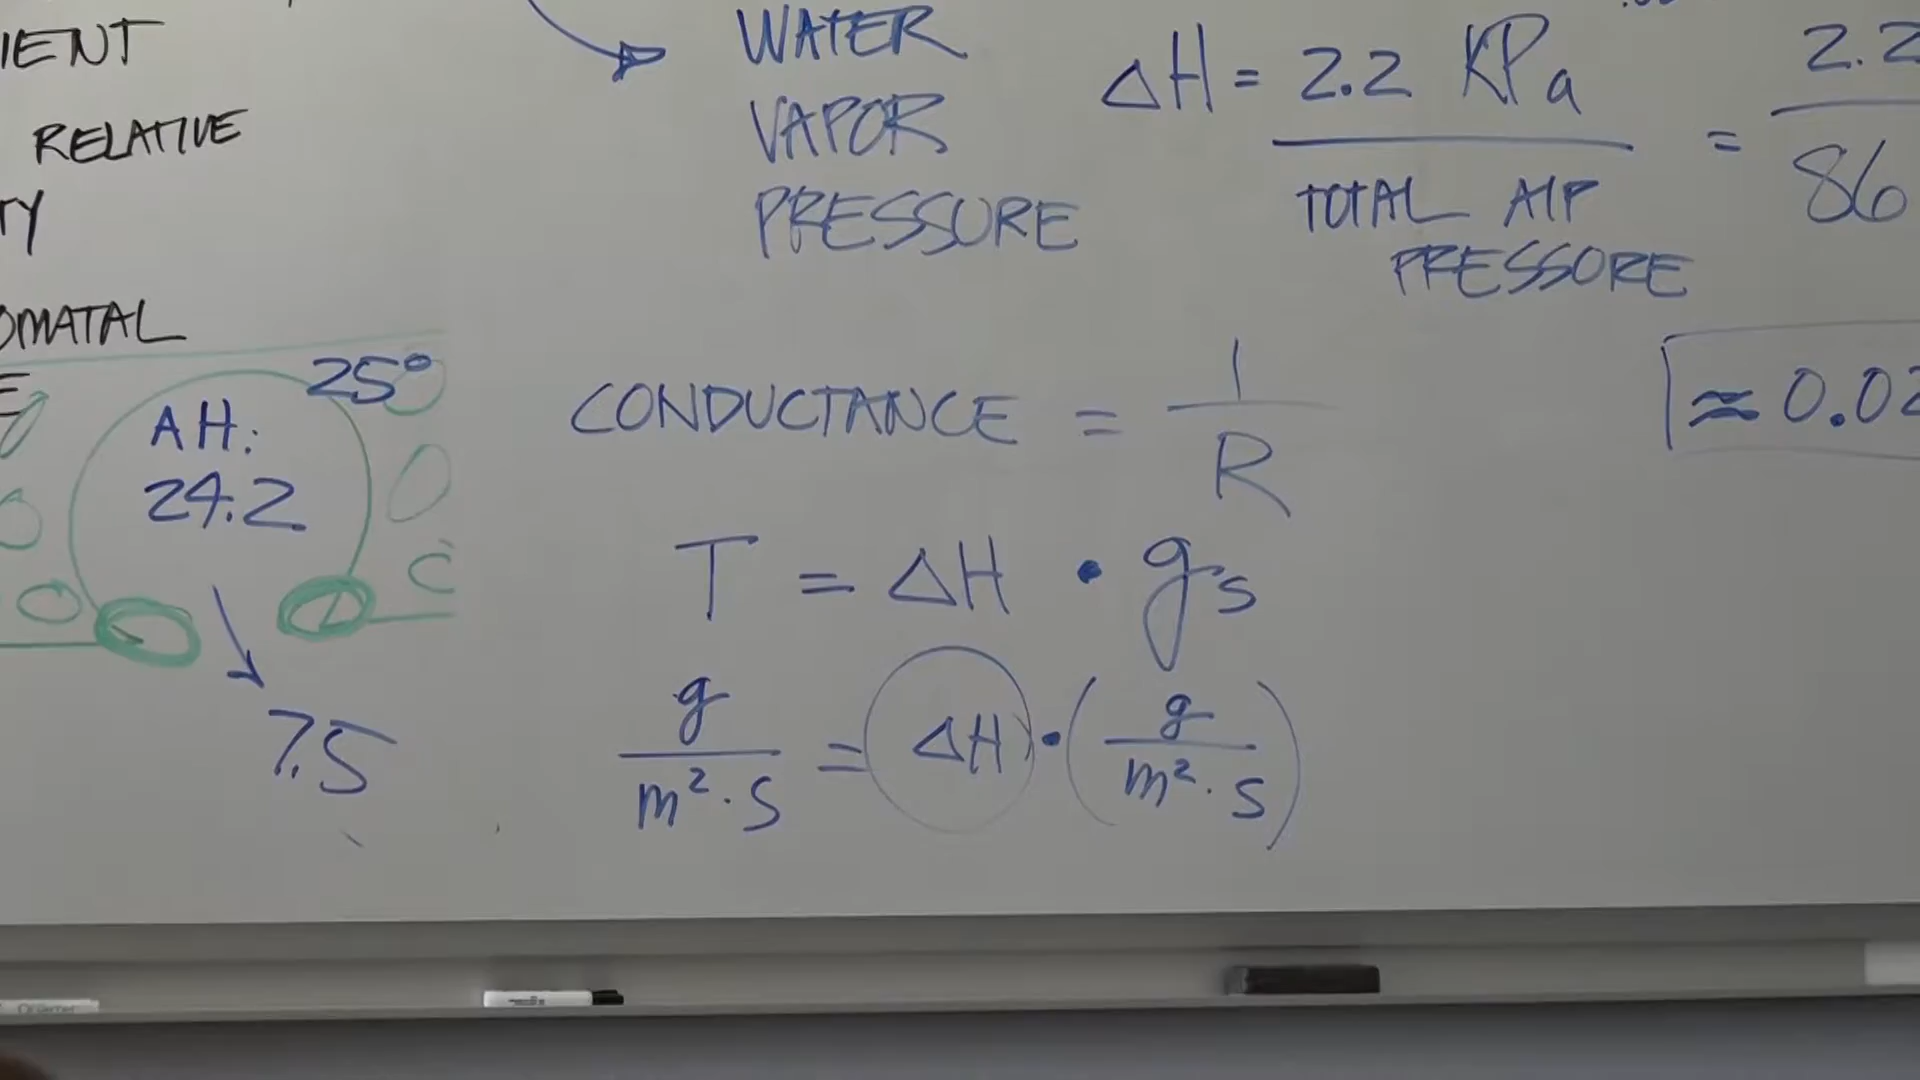 IENT
RELATIVE
TY
OMATAL
E
25°
AH:
24.2
7.5
WATER
VAPOR
PRESSURE
ΔH = 2.2 KPa
TOTAL AIR
PRESSORE
= 2.2
86
≈ 0.02
CONDUCTANCE = 1
R
T = ΔH • gs
g
m² · s
= ΔH • ( g
m² · s )